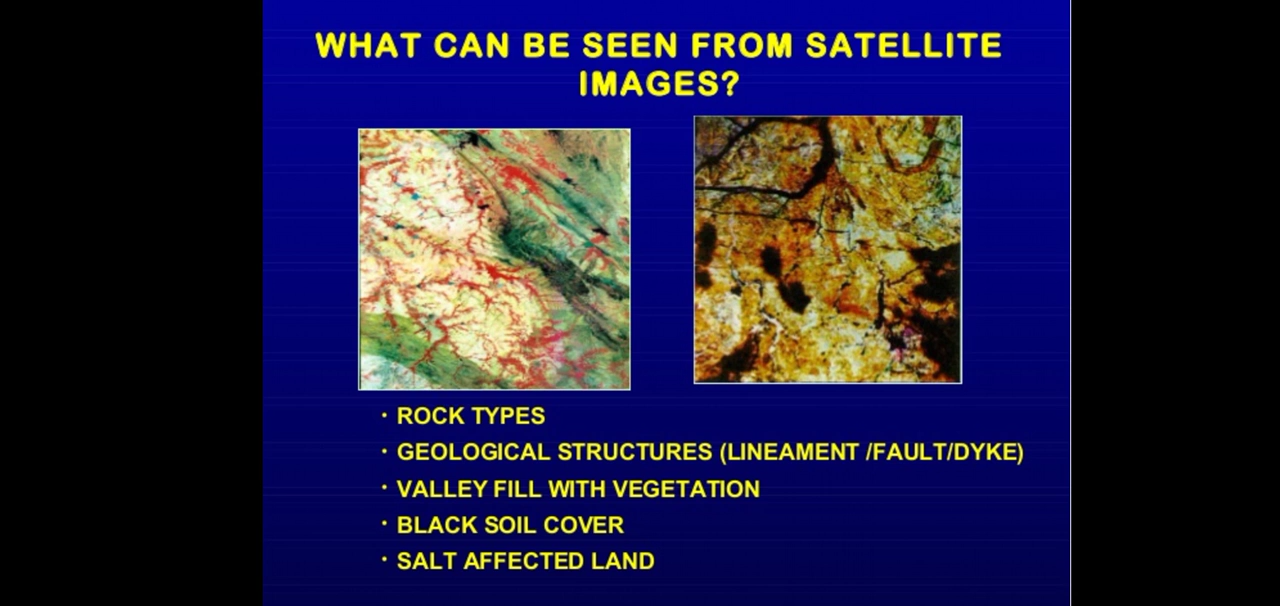 WHAT CAN BE SEEN FROM SATELLITE
IMAGES?
· ROCK TYPES
· GEOLOGICAL STRUCTURES (LINEAMENT /FAULT/DYKE)
· VALLEY FILL WITH VEGETATION
· BLACK SOIL COVER
· SALT AFFECTED LAND